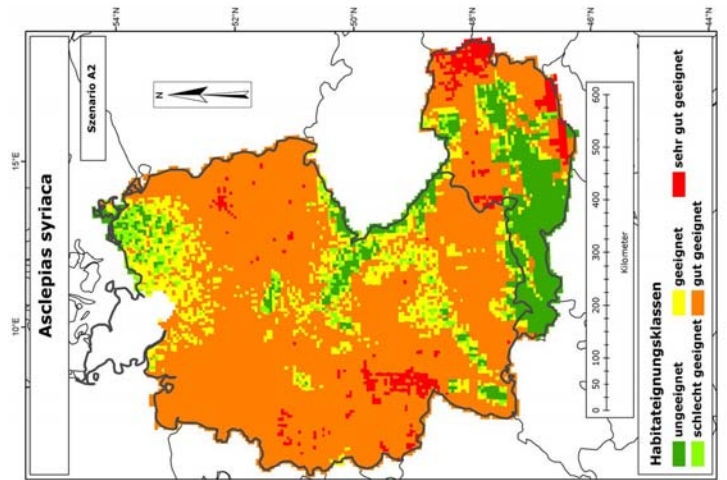 Asclepias syriaca
Szenario A2
10°E
15°E
54°N
52°N
50°N
48°N
46°N
44°N
N
0 50 100 200 300 400 500 600
Kilometer
Habitateignungsklassen
ungeeignet
schlecht geeignet
geeignet
gut geeignet
sehr gut geeignet